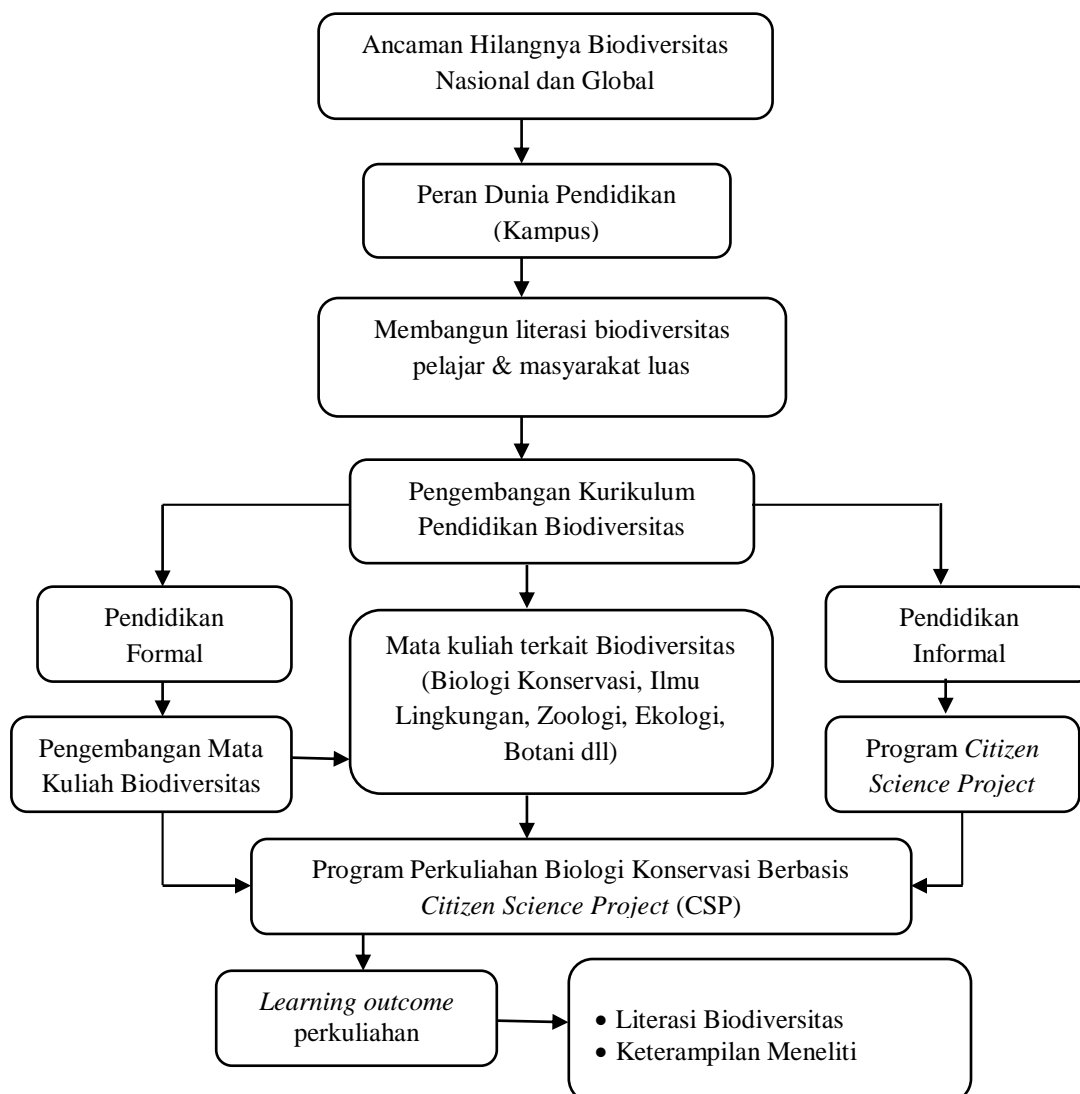 Ancaman Hilangnya Biodiversitas
Nasional dan Global
Peran Dunia Pendidikan
(Kampus)
Membangun literasi biodiversitas
pelajar & masyarakat luas
Pengembangan Kurikulum
Pendidikan Biodiversitas
Pendidikan
Formal
Mata kuliah terkait Biodiversitas
(Biologi Konservasi, Ilmu
Lingkungan, Zoologi, Ekologi,
Botani dll)
Pendidikan
Informal
Pengembangan Mata
Kuliah Biodiversitas
Program Citizen
Science Project
Program Perkuliahan Biologi Konservasi Berbasis
Citizen Science Project (CSP)
Learning outcome
perkuliahan
• Literasi Biodiversitas
• Keterampilan Meneliti